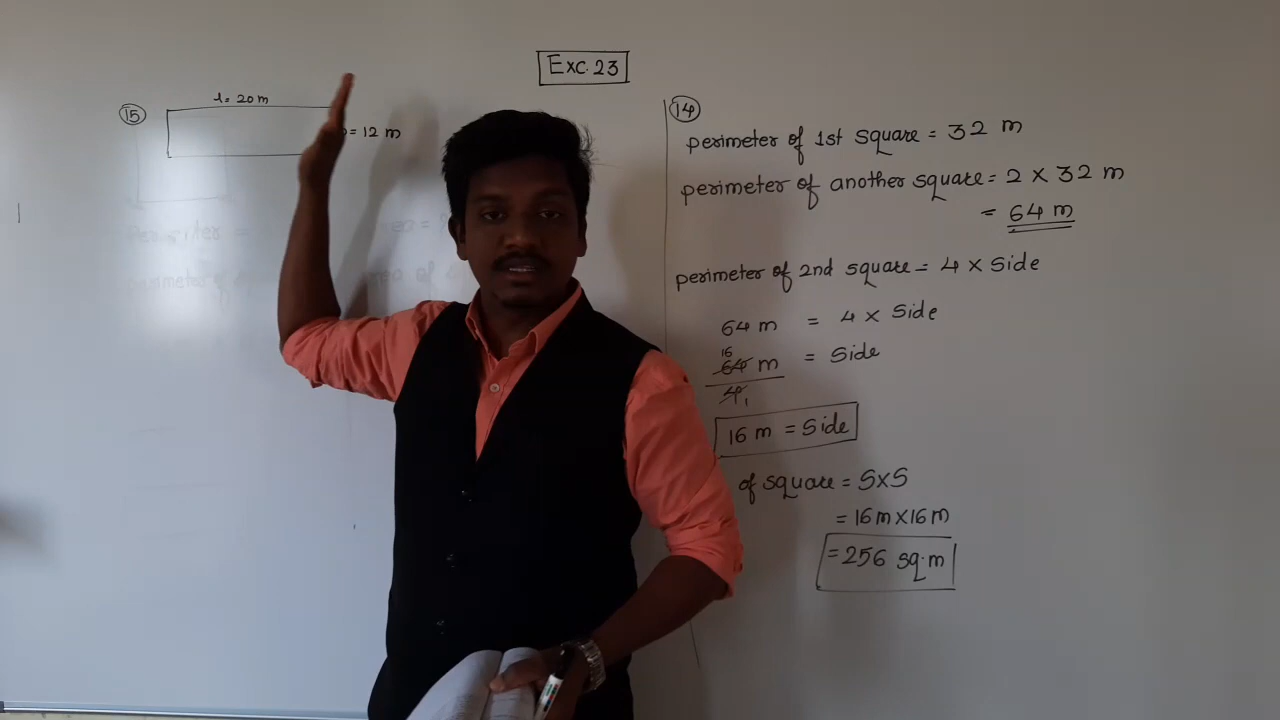 Exc. 23
15
l = 20 m
= 12 m
14
perimeter of 1st square = 32 m
perimeter of another square = 2 x 32 m
= 64 m
perimeter of 2nd square = 4 x Side
64 m = 4 x Side
16
64 m = Side
4 1
16 m = Side
of square = S×S
= 16 m × 16 m
= 256 sq.m